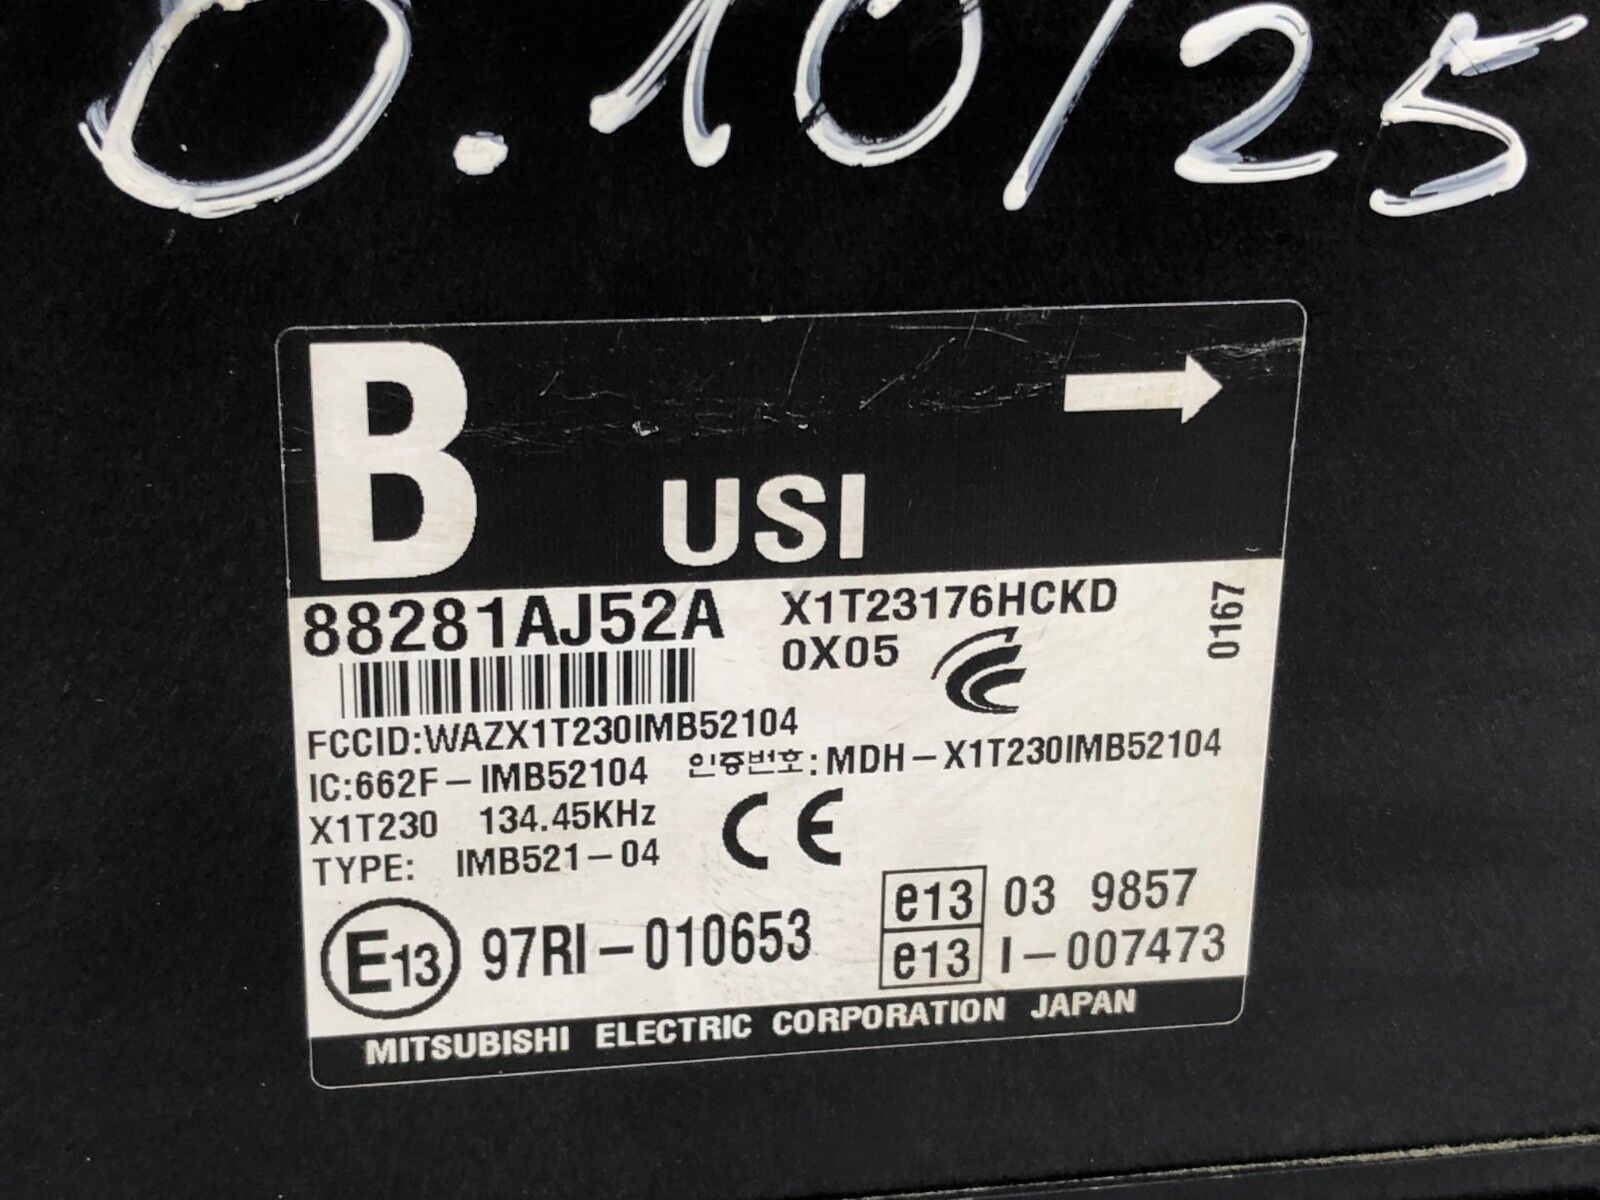 0.10/25
B
USI
88281AJ52A
X1T23176HCKD
0X05
0167
FCCID:WAZX1T230IMB52104
IC:662F-IMB52104
인증번호:MDH-X1T230IMB52104
X1T230 134.45KHz
TYPE: IMB521-04
CE
E13 97RI-010653
e13 03 9857
e13 I-007473
MITSUBISHI ELECTRIC CORPORATION JAPAN